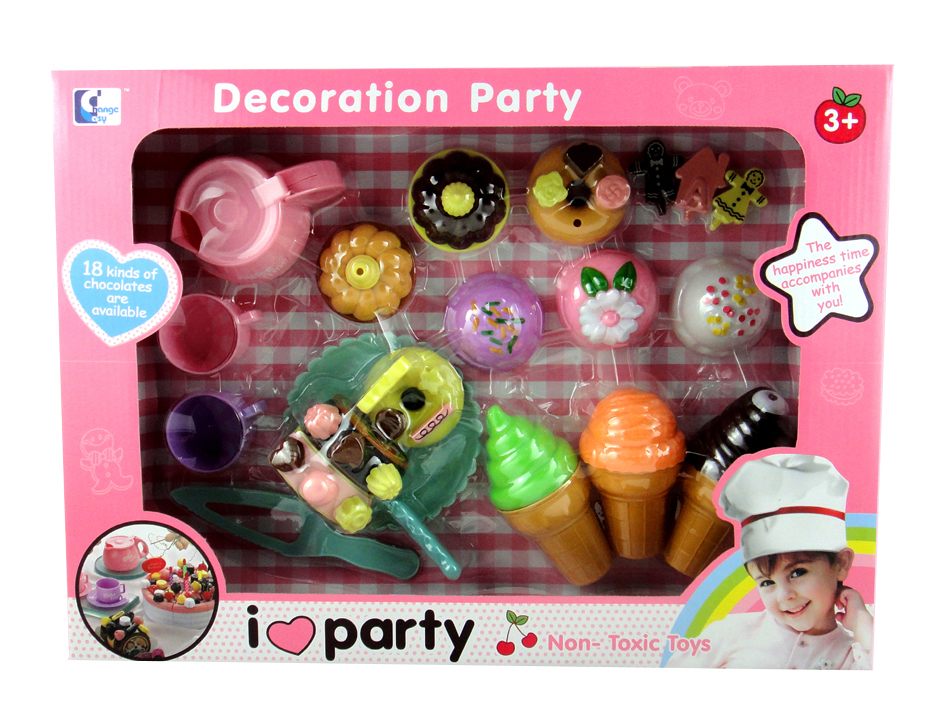 Change
Easy
™
Decoration Party
3+
18 kinds of
chocolates
are
available
The
happiness time
accompanies
with
you!
i party
Non- Toxic Toys